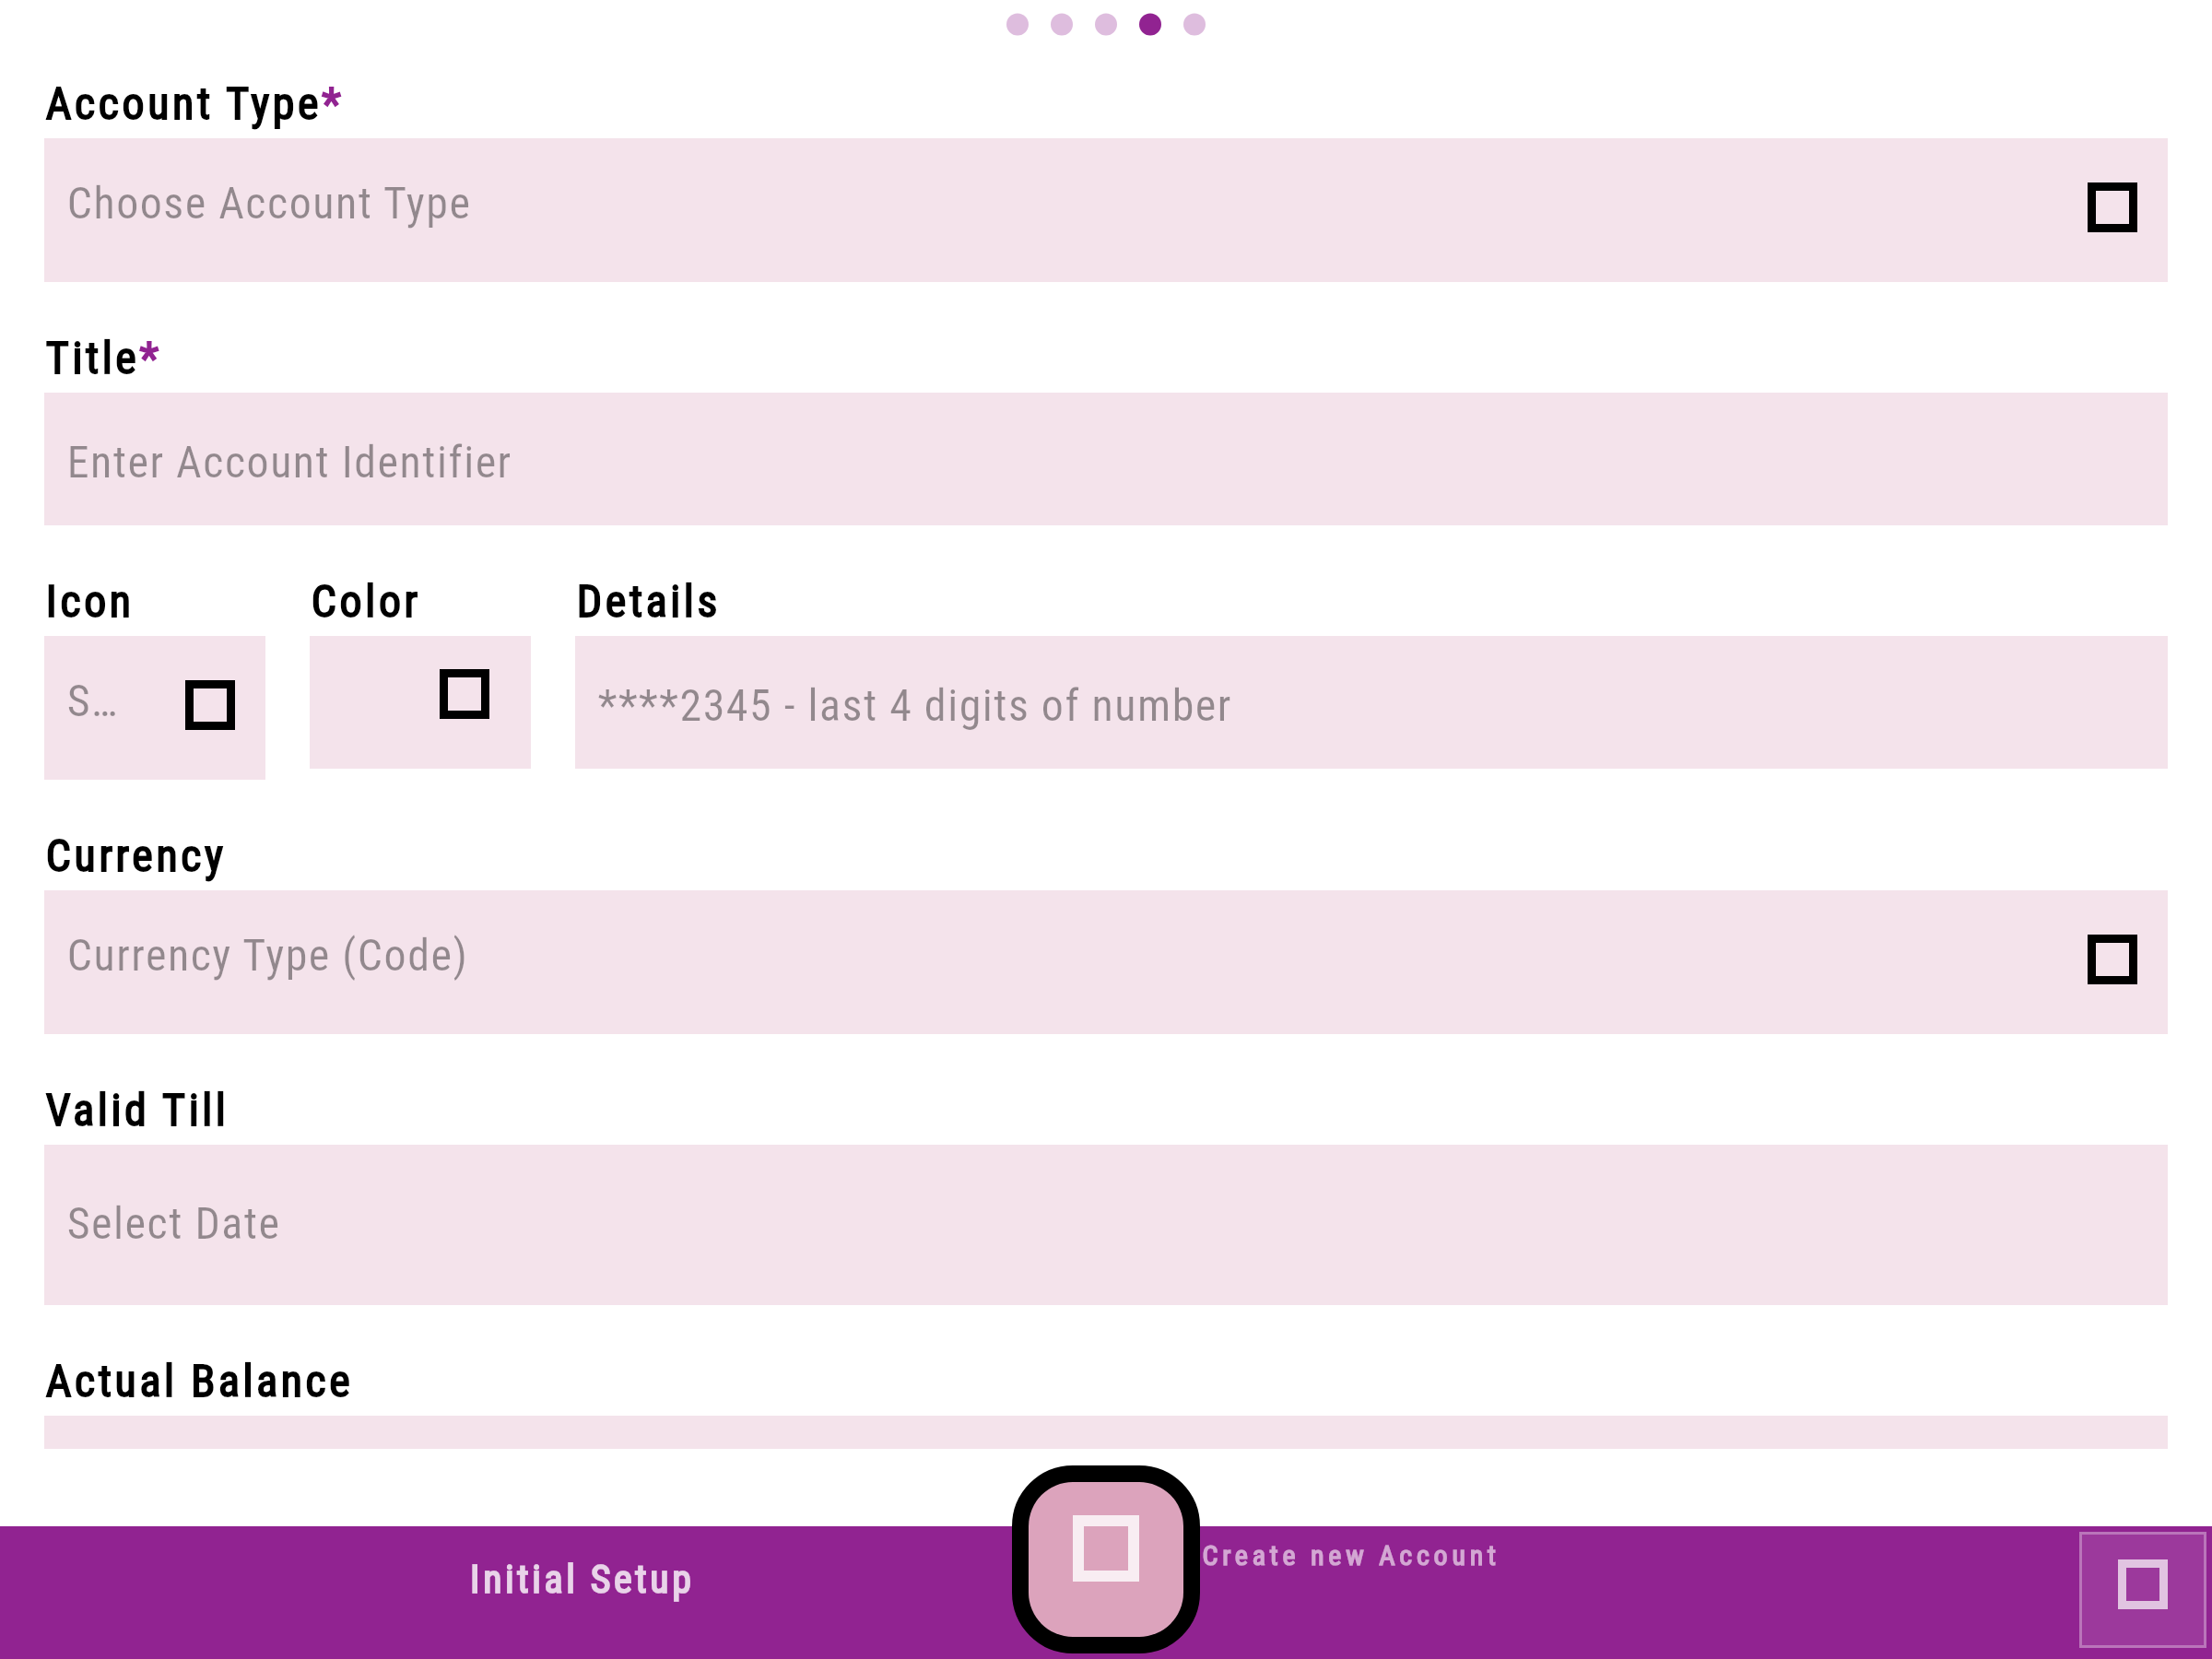 Account Type*
Choose Account Type
Title*
Enter Account Identifier
Icon
Color
Details
S…
****2345 - last 4 digits of number
Currency
Currency Type (Code)
Valid Till
Select Date
Actual Balance
Initial Setup
Create new Account